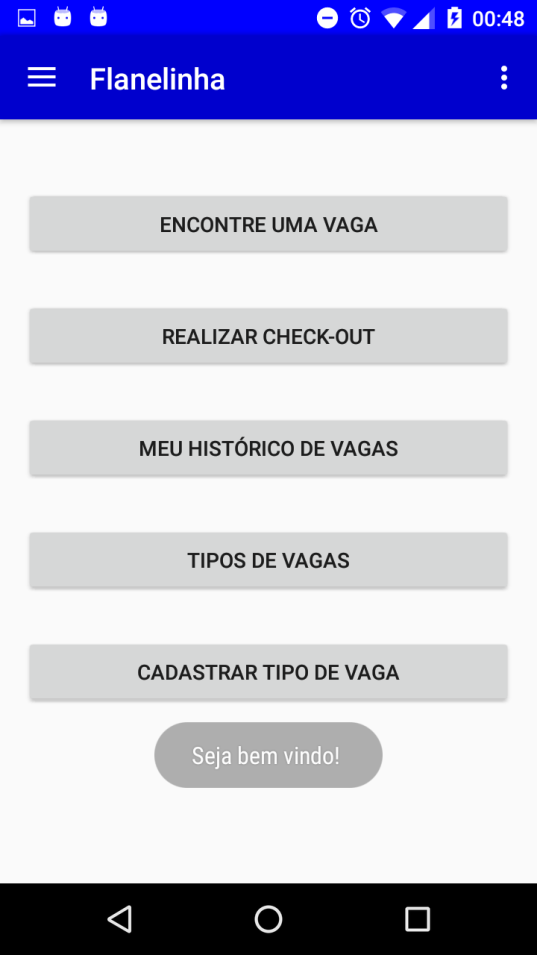 00:48
Flanelinha
ENCONTRE UMA VAGA
REALIZAR CHECK-OUT
MEU HISTÓRICO DE VAGAS
TIPOS DE VAGAS
CADASTRAR TIPO DE VAGA
Seja bem vindo!